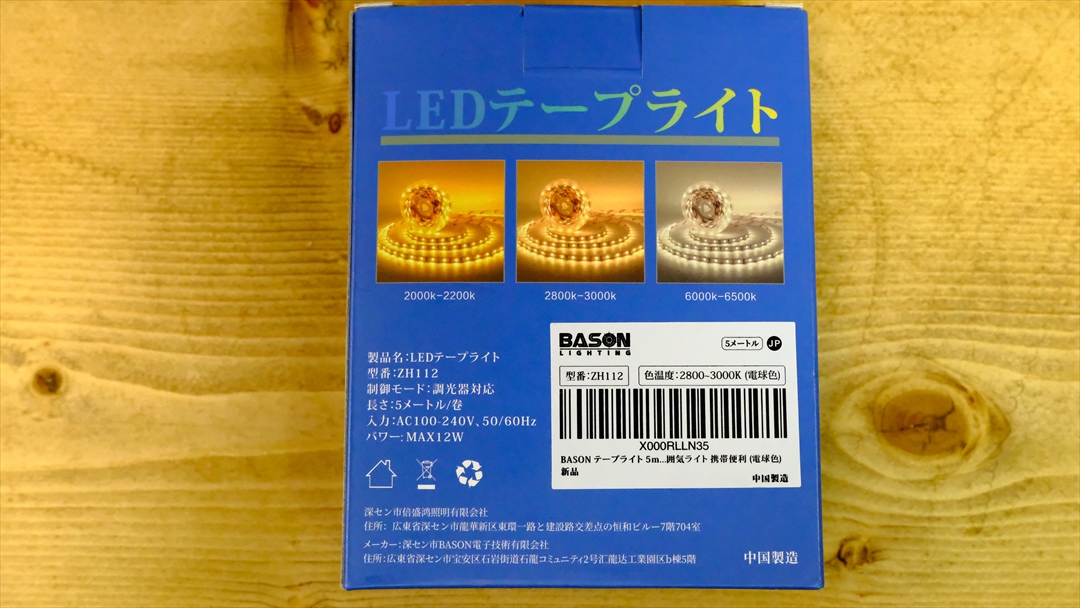 LEDテープライト
2000k-2200k
2800k-3000k
6000k-6500k
製品名:LEDテープライト
型番:ZH112
制御モード:調光器対応
長さ:5メートル/巻
入力:AC100-240V、50/60Hz
パワー: MAX12W
BASON
LIGHTING
5メートル JP
型番:ZH112 色温度:2800~3000K (電球色)
X000RLLN35
BASON テープライト 5m...囲気ライト 携帯便利 (電球色)
新品
中国製造
深セン市倍盛鸿照明有限会社
住所: 広東省深セン市龍華新区東環一路と建設路交差点の恒和ビルー7階704室
メーカー:深セン市BASON電子技術有限会社
住所:広東省深セン市宝安区石岩街道石龍コミュニティ2号汇龍达工業園区b棟5階
中国製造